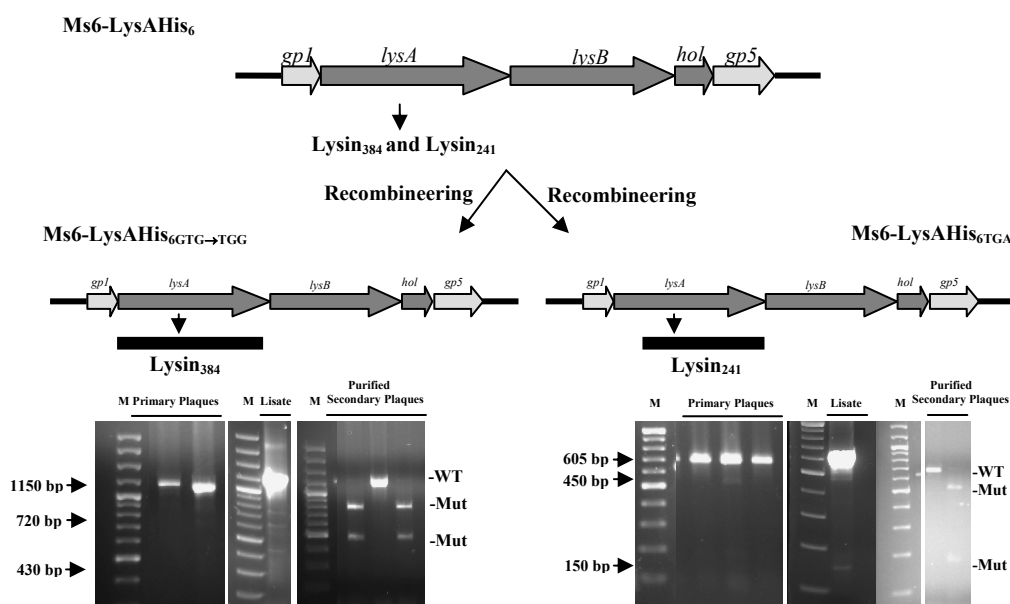 Ms6-LysAHis6
gp1 lysA lysB hol gp5
Lysin384 and Lysin241
Recombineering Recombineering
Ms6-LysAHis6GTG→TGG
Ms6-LysAHis6TGA
gp1 lysA lysB hol gp5
gp1 lysA lysB hol gp5
Lysin384
Lysin241
M Primary Plaques M Lisate M Purified Secondary Plaques
1150 bp
720 bp
430 bp
-WT
-Mut
-Mut
M Primary Plaques M Lisate M Purified Secondary Plaques
605 bp
450 bp
150 bp
-WT
-Mut
-Mut